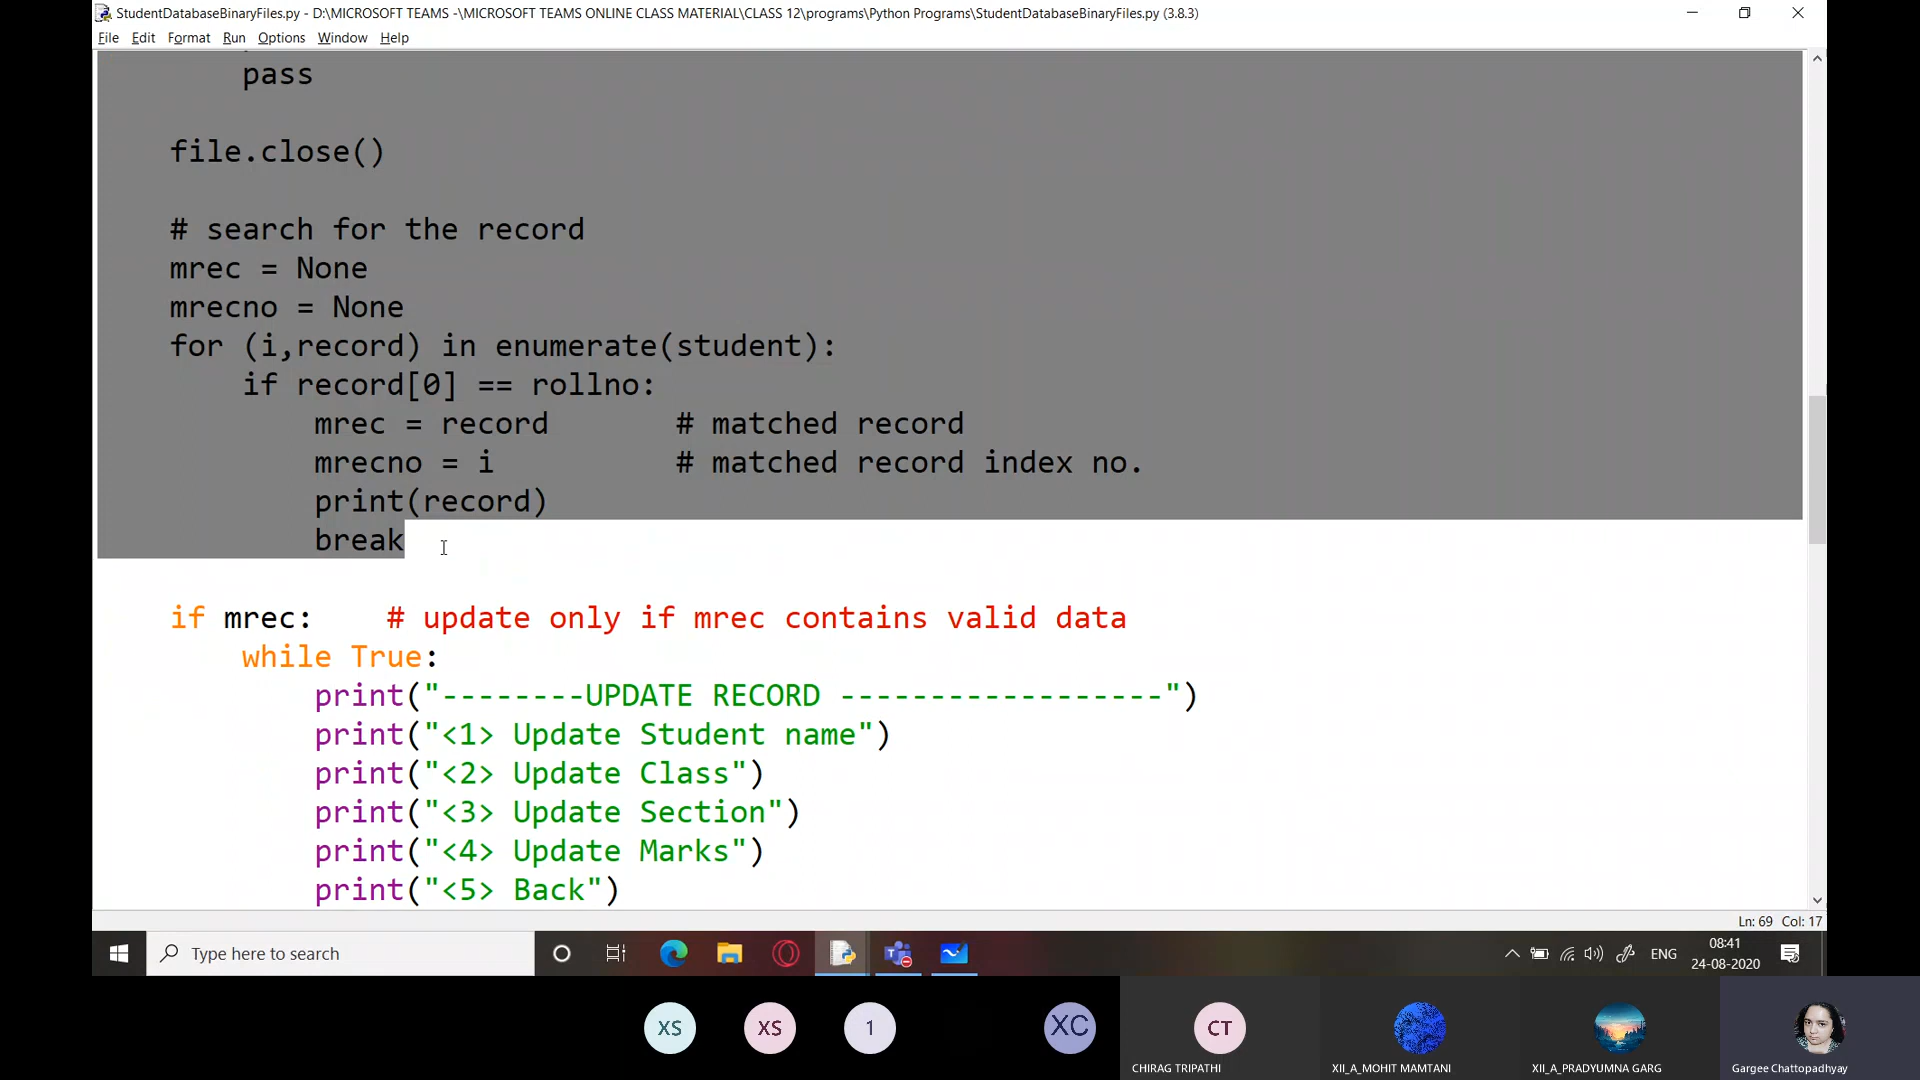 StudentDatabaseBinaryFiles.py - D:\MICROSOFT TEAMS -\MICROSOFT TEAMS ONLINE CLASS MATERIAL\CLASS 12\programs\Python Programs\StudentDatabaseBinaryFiles.py (3.8.3)
File Edit Format Run Options Window Help
pass
file.close()
# search for the record
mrec = None
mrecno = None
for (i,record) in enumerate(student):
if record[0] == rollno:
mrec = record # matched record
mrecno = i # matched record index no.
print(record)
break
if mrec: # update only if mrec contains valid data
while True:
print("--------UPDATE RECORD ------------------")
print("<1> Update Student name")
print("<2> Update Class")
print("<3> Update Section")
print("<4> Update Marks")
print("<5> Back")
Ln: 69 Col: 17
Type here to search
ENG
08:41
24-08-2020
XS XS 1 XC CT
CHIRAG TRIPATHI XII_A_MOHIT MAMTANI XII_A_PRADYUMNA GARG Gargee Chattopadhyay